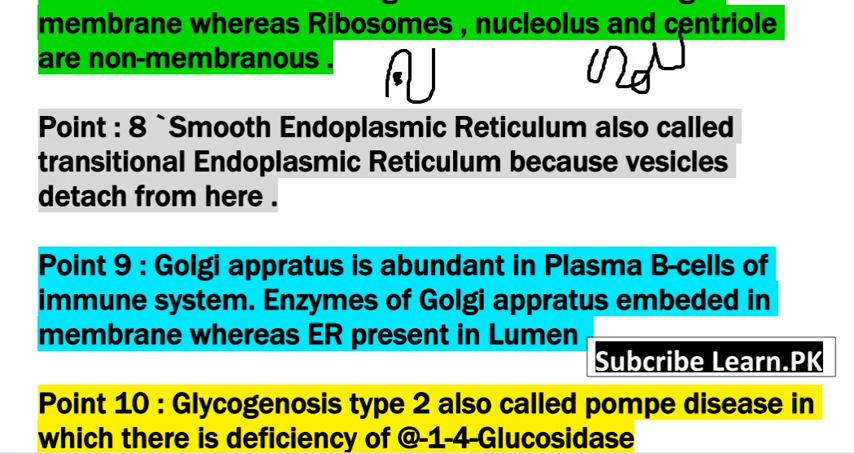 membrane whereas Ribosomes , nucleolus and centriole
are non-membranous .
Point : 8 `Smooth Endoplasmic Reticulum also called
transitional Endoplasmic Reticulum because vesicles
detach from here .
Point 9 : Golgi appratus is abundant in Plasma B-cells of
immune system. Enzymes of Golgi appratus embeded in
membrane whereas ER present in Lumen
Subcribe Learn.PK
Point 10 : Glycogenosis type 2 also called pompe disease in
which there is deficiency of @-1-4-Glucosidase